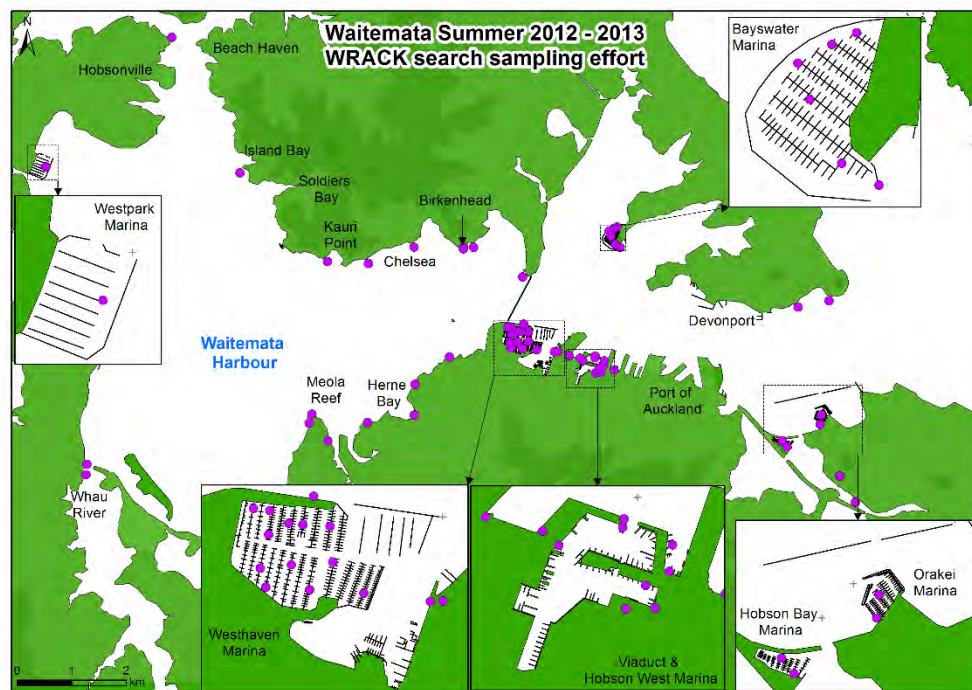 Waitemata Summer 2012 - 2013
WRACK search sampling effort
N
Beach Haven
Hobsonville
Bayswater
Marina
Island Bay
Soldiers
Bay
Birkenhead
Westpark
Marina
Kauri
Point
Chelsea
Devonport
Waitemata
Harbour
Meola
Reef
Herne
Bay
Port of
Auckland
Whau
River
Orakei
Marina
Hobson Bay
Marina
Westhaven
Marina
Viaduct &
Hobson West Marina
0 1 2
km